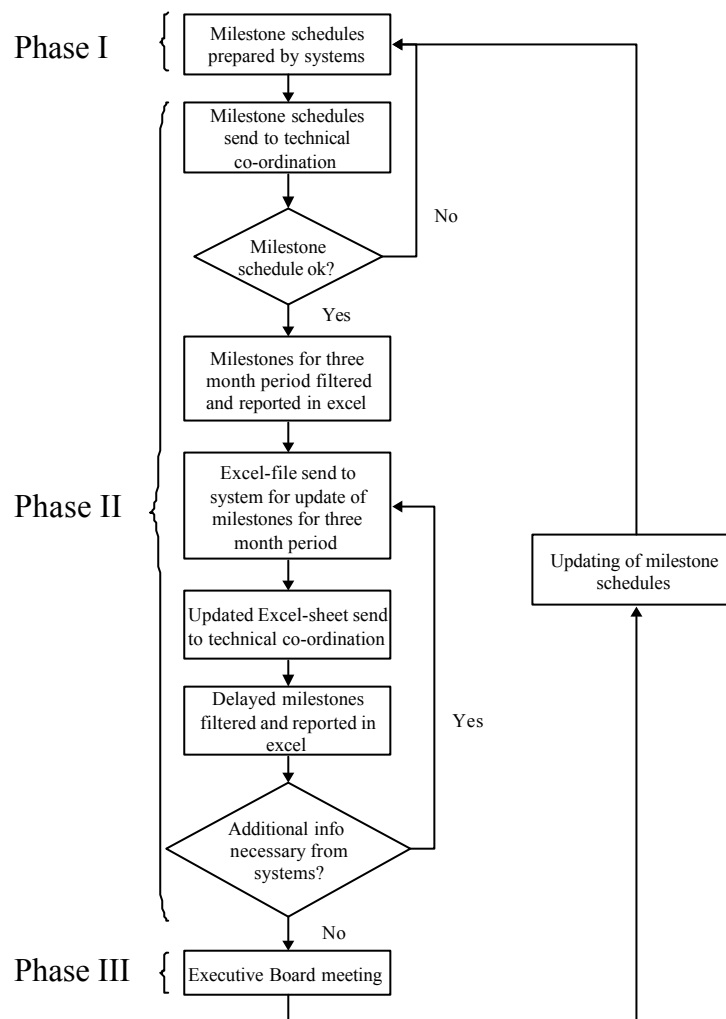 Phase I
Milestone schedules
prepared by systems
Milestone schedules
send to technical
co-ordination
No
Milestone
schedule ok?
Yes
Milestones for three
month period filtered
and reported in excel
Phase II
Excel-file send to
system for update of
milestones for three
month period
Updating of milestone
schedules
Updated Excel-sheet send
to technical co-ordination
Delayed milestones
filtered and reported in
excel
Yes
Additional info
necessary from
systems?
No
Phase III
Executive Board meeting